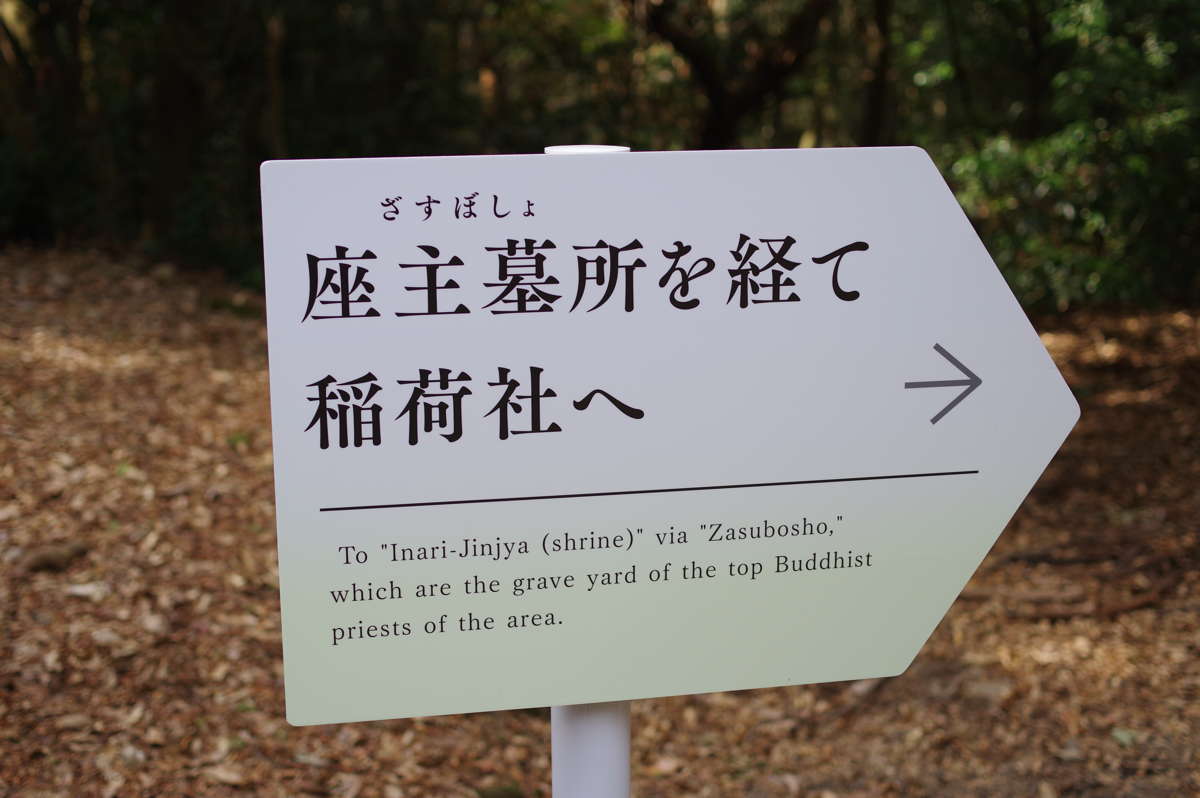 ざすぼしょ
座主墓所を経て
稲荷社へ
To "Inari-Jinjya (shrine)" via "Zasubosho,"
which are the grave yard of the top Buddhist
priests of the area.